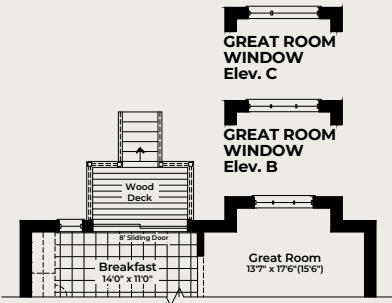 GREAT ROOM
WINDOW
Elev. C
GREAT ROOM
WINDOW
Elev. B
Wood
Deck
8' Sliding Door
Breakfast
14'0" x 11'0"
Great Room
13'7" x 17'6"(15'6")